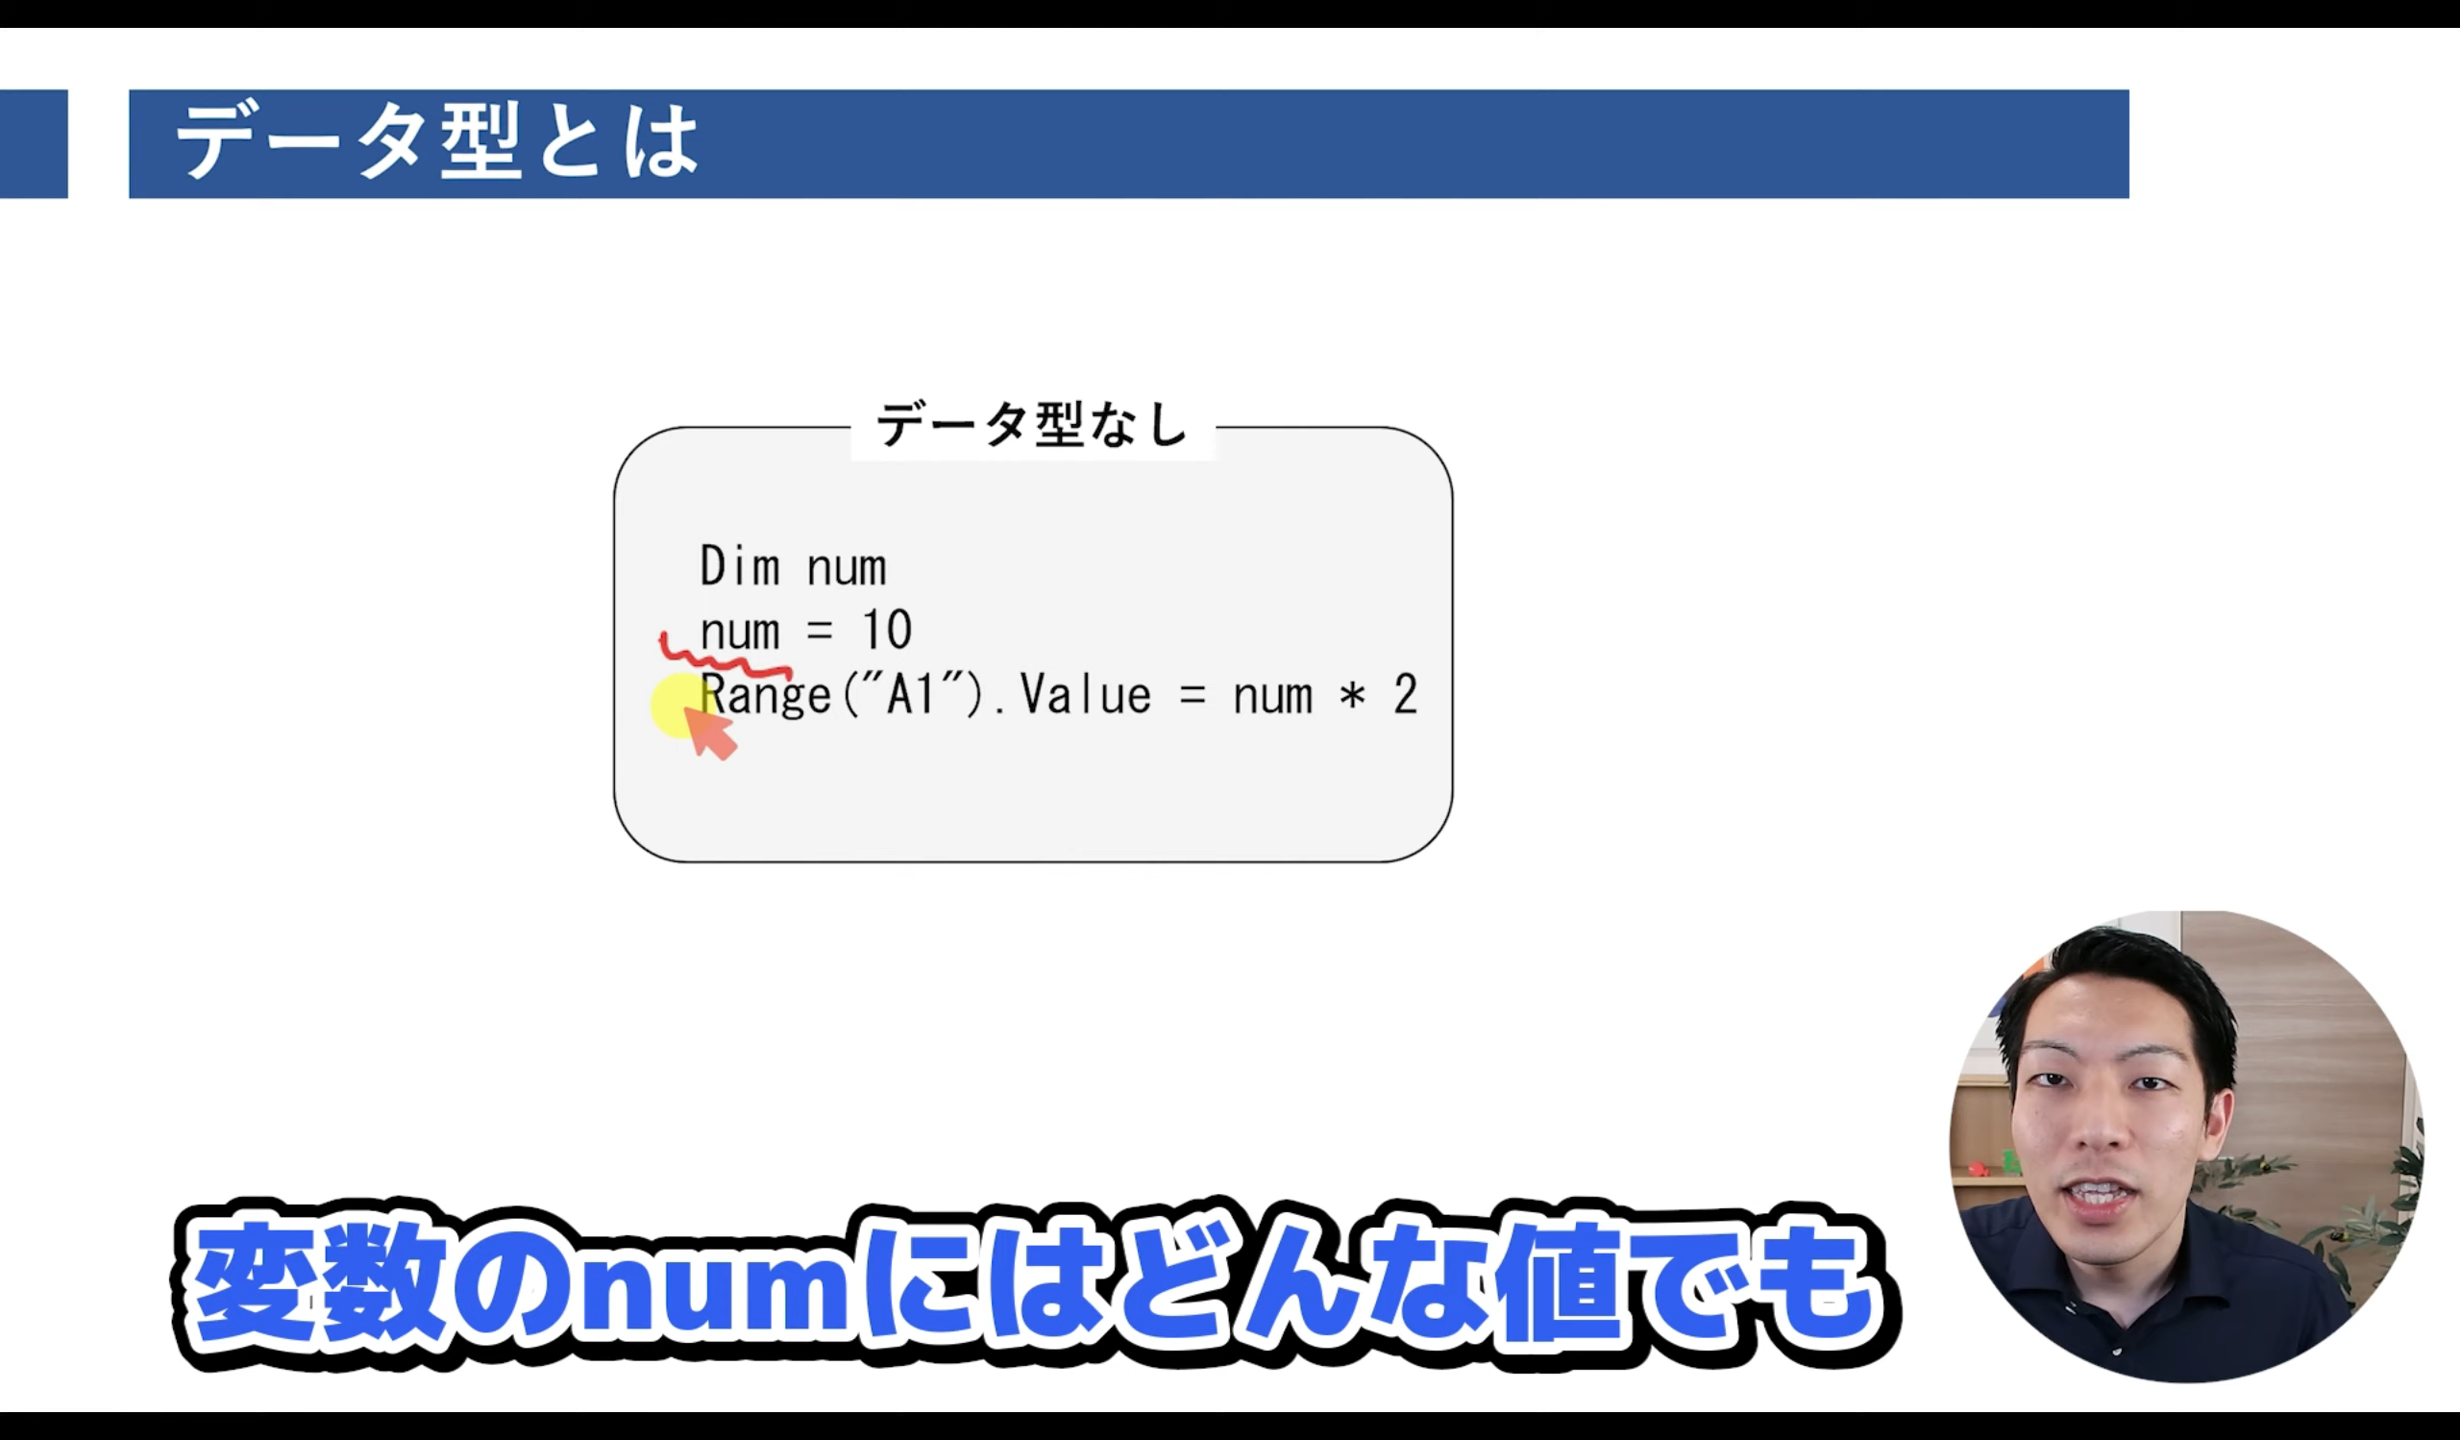 データ型とは
データ型なし
Dim num
num = 10
Range("A1").Value = num * 2
変数のnumにはどんな値でも